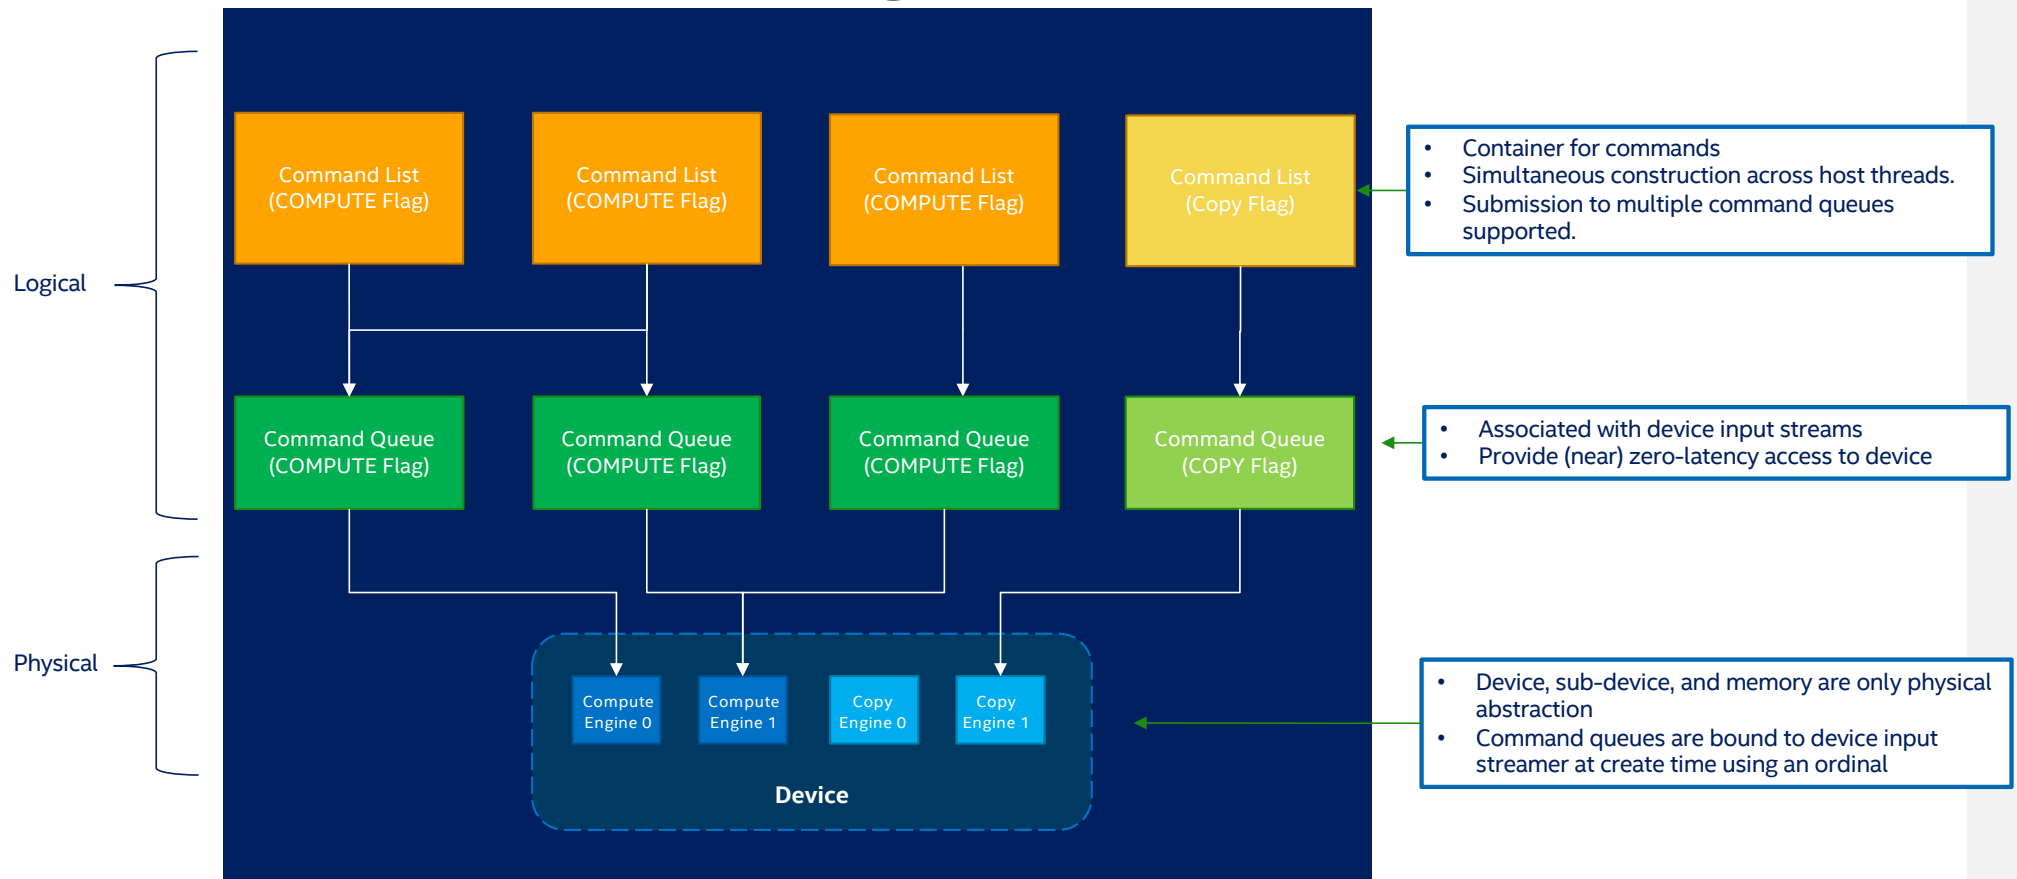 Command List
(COMPUTE Flag)
Command List
(COMPUTE Flag)
Command List
(COMPUTE Flag)
Command List
(Copy Flag)
• Container for commands
• Simultaneous construction across host threads.
• Submission to multiple command queues
supported.
Logical
Command Queue
(COMPUTE Flag)
Command Queue
(COMPUTE Flag)
Command Queue
(COMPUTE Flag)
Command Queue
(COPY Flag)
• Associated with device input streams
• Provide (near) zero-latency access to device
Physical
Compute
Engine 0
Compute
Engine 1
Copy
Engine 0
Copy
Engine 1
Device
• Device, sub-device, and memory are only physical
abstraction
• Command queues are bound to device input
streamer at create time using an ordinal